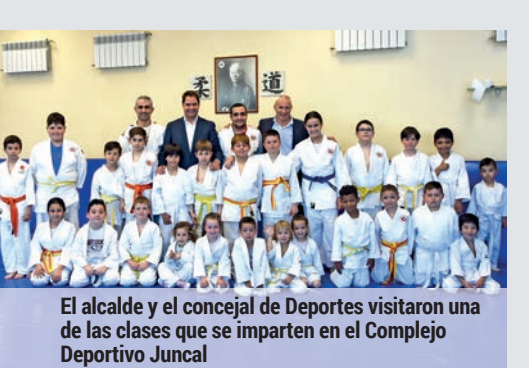 柔 道
El alcalde y el concejal de Deportes visitaron una
de las clases que se imparten en el Complejo
Deportivo Juncal